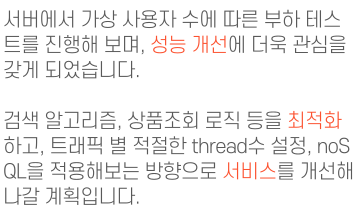 서버에서 가상 사용자 수에 따른 부하 테스
트를 진행해 보며, 성능 개선에 더욱 관심을
갖게 되었습니다.
검색 알고리즘, 상품조회 로직 등을 최적화
하고, 트래픽 별 적절한 thread수 설정, noS
QL을 적용해보는 방향으로 서비스를 개선해
나갈 계획입니다.